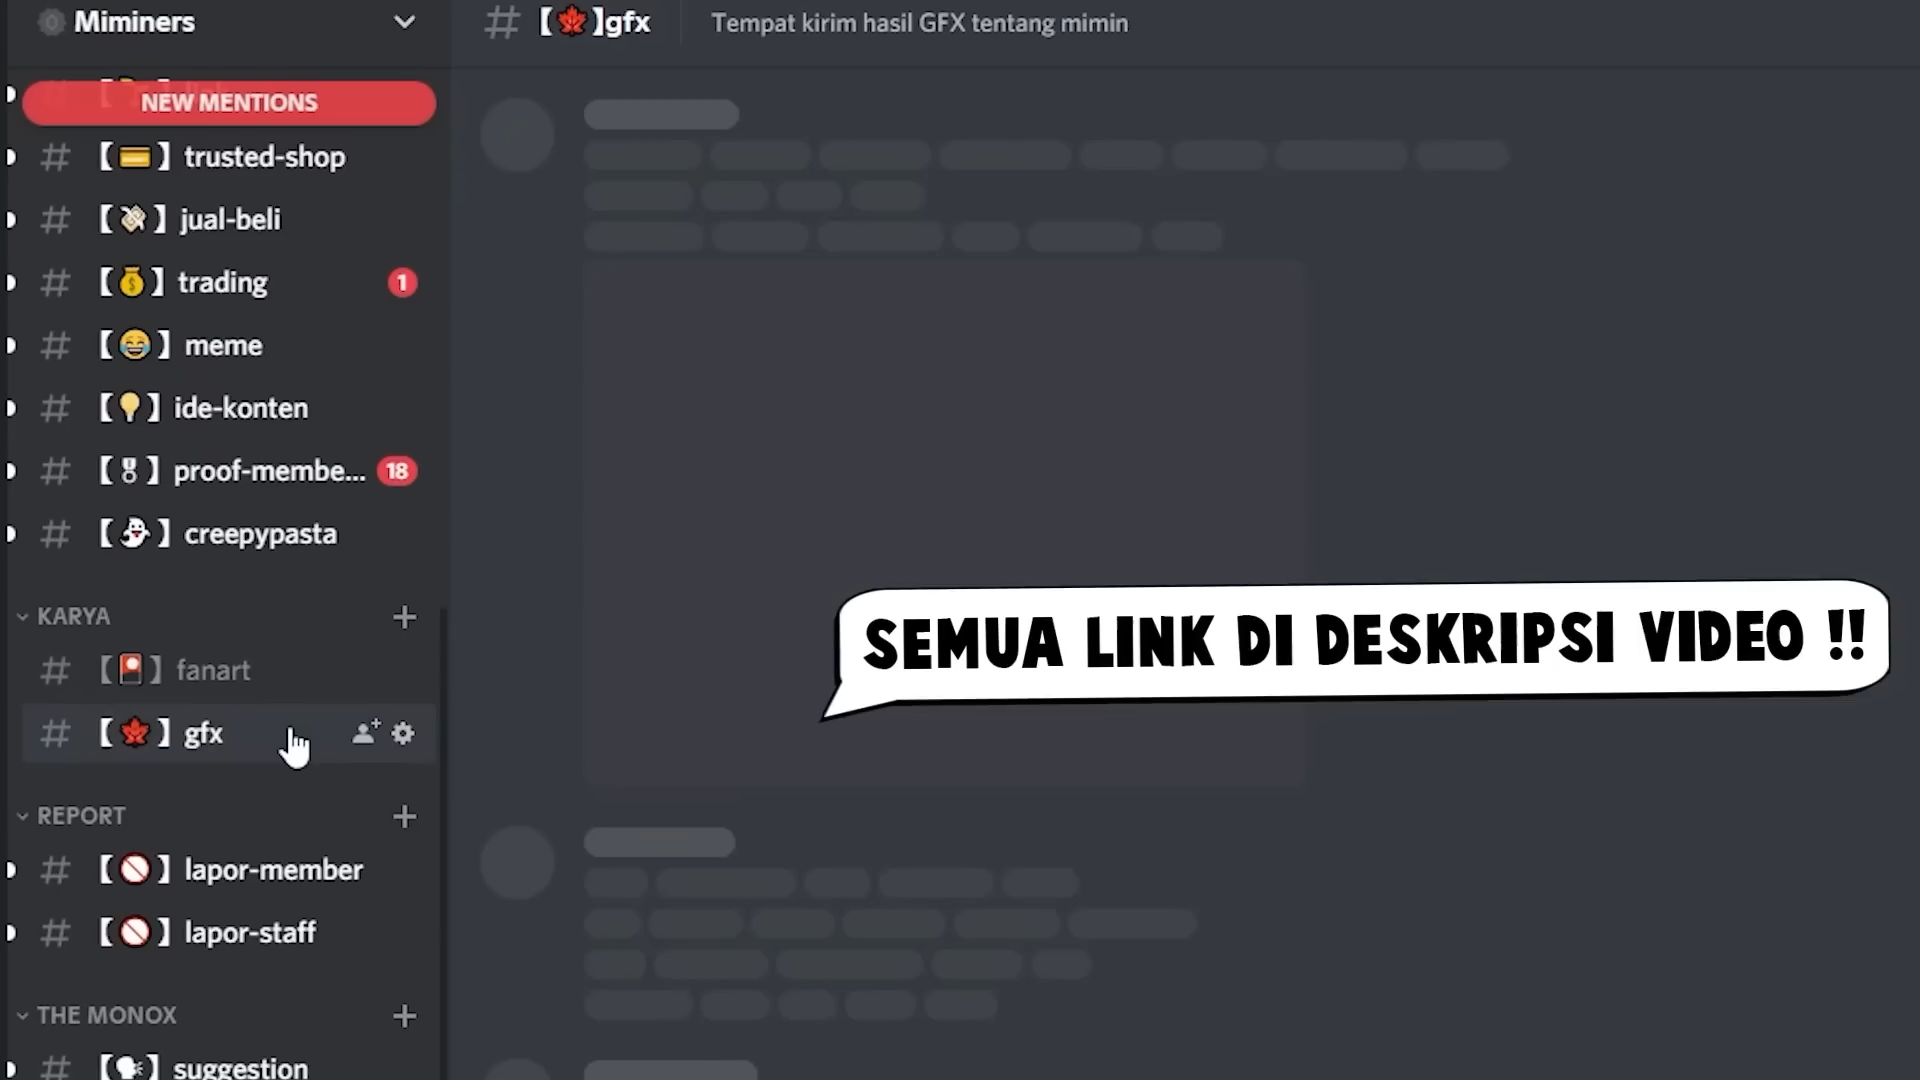 Miminers
NEW MENTIONS
# 【】 trusted-shop
# 【】 jual-beli
# 【】 trading 1
# 【】 meme
# 【】 ide-konten
# 【】 proof-membe... 18
# 【】 creepypasta
KARYA +
# 【】 fanart
# 【】 gfx
REPORT +
# 【】 lapor-member
# 【】 lapor-staff
THE MONOX +
# 【】 suggestion
# 【】gfx
Tempat kirim hasil GFX tentang mimin
SEMUA LINK DI DESKRIPSI VIDEO !!